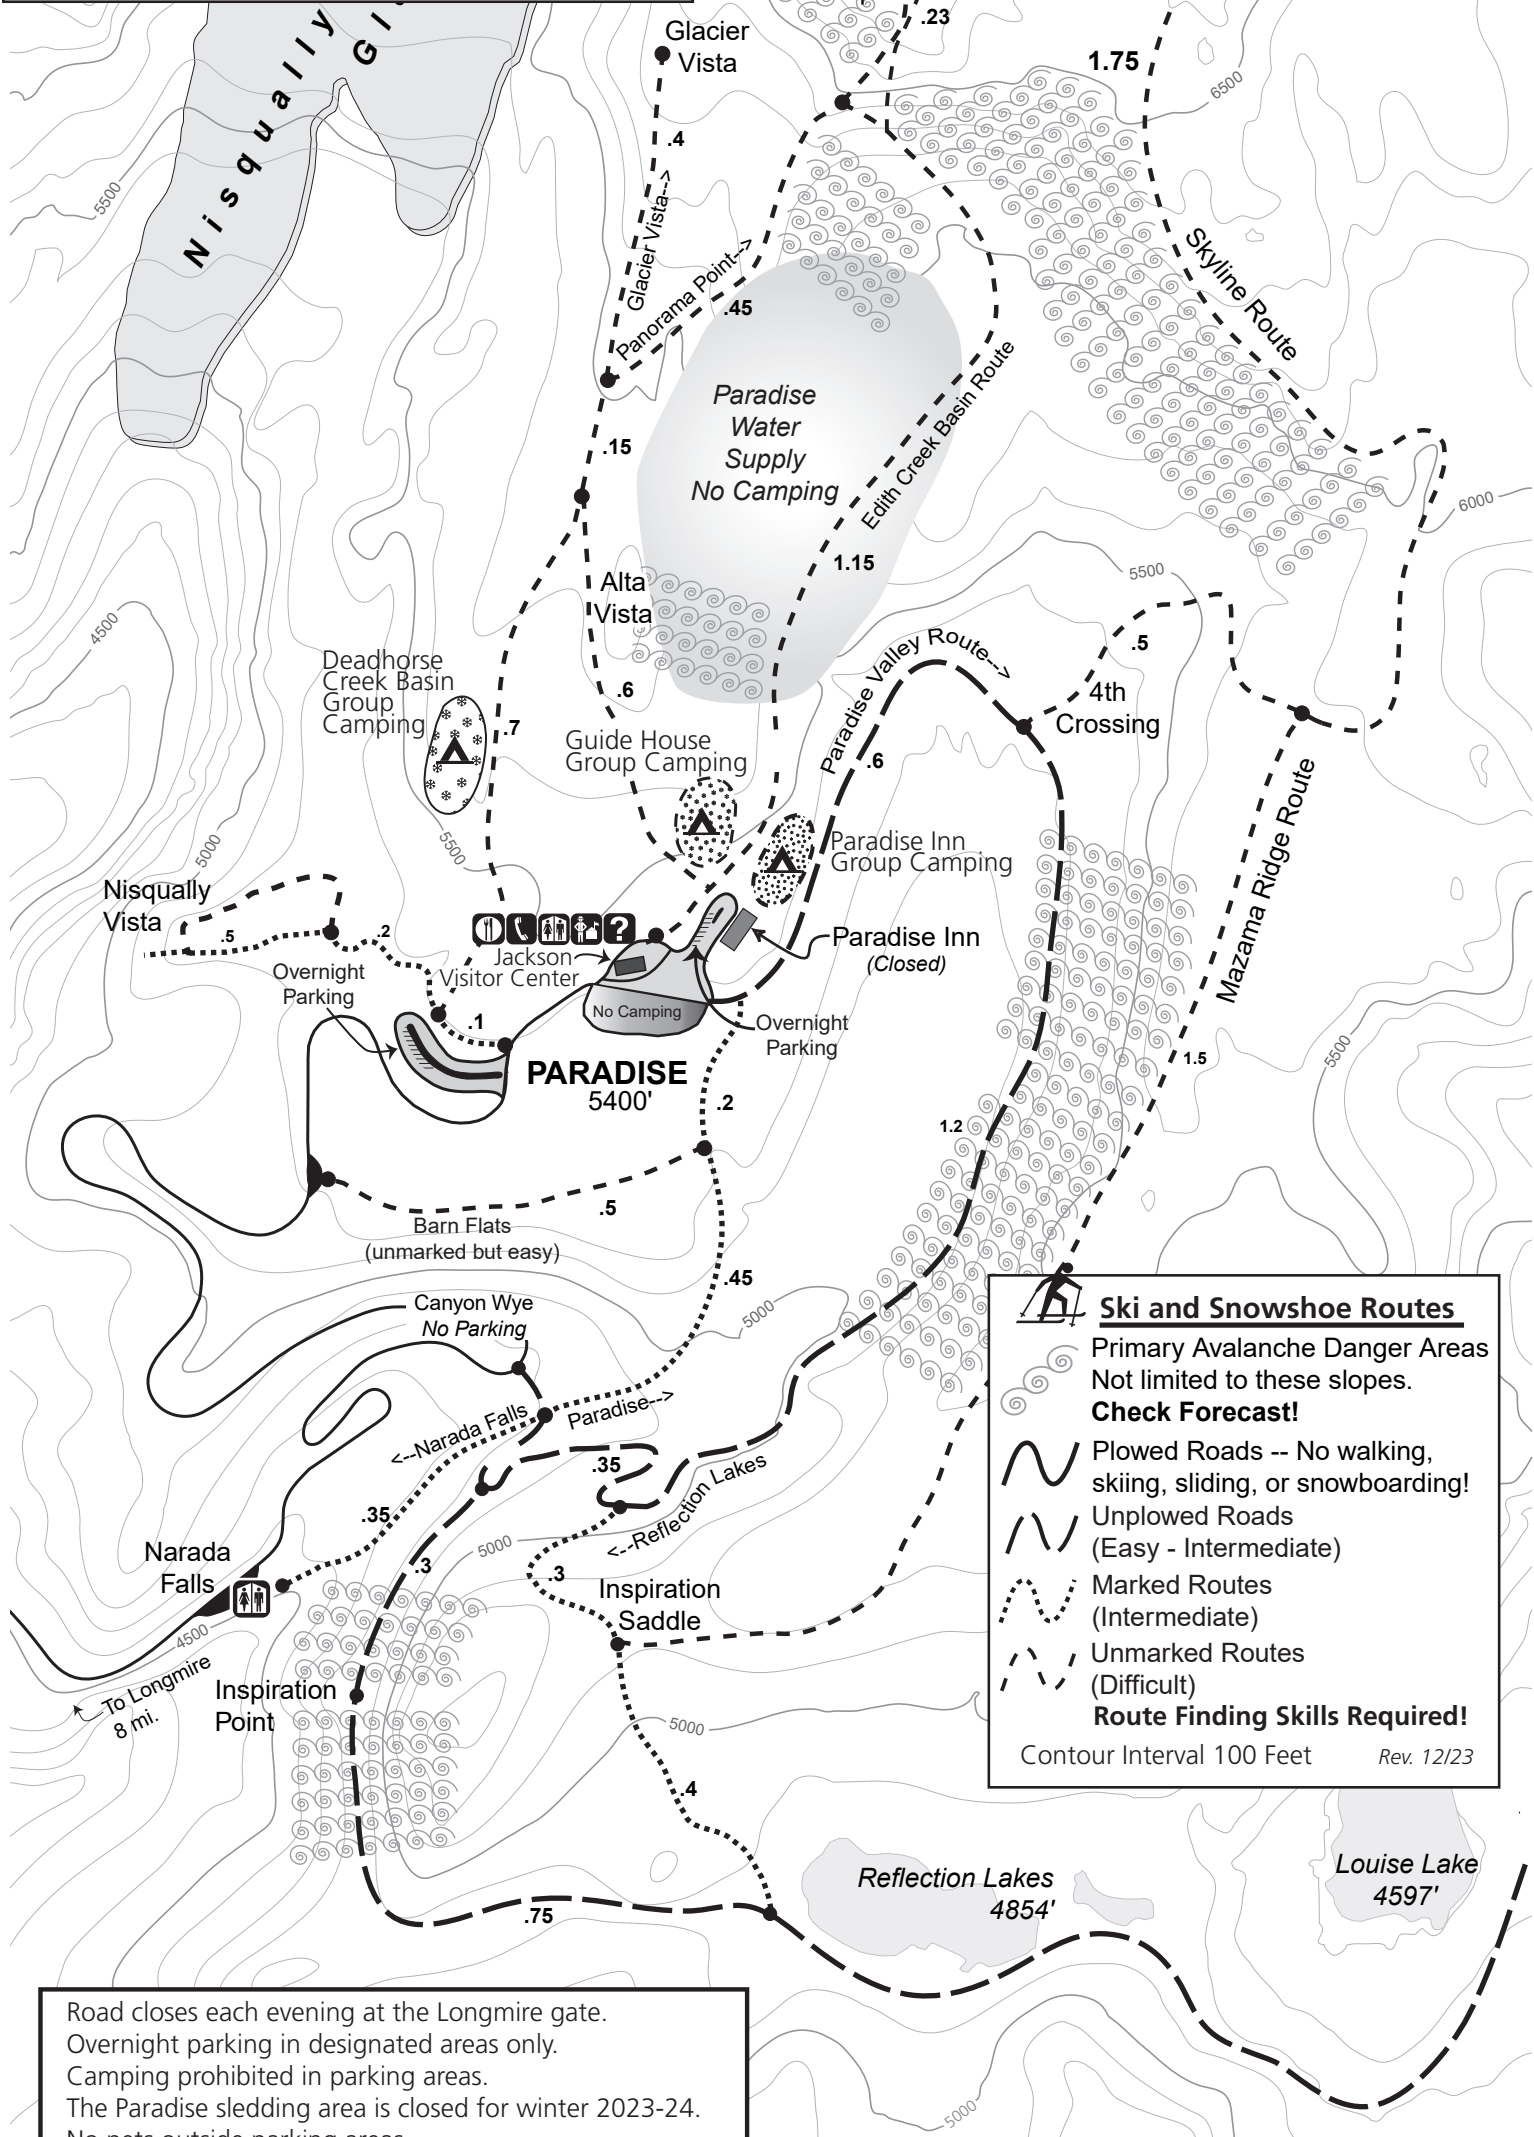 Nisqually
Gl
Glacier
Vista
.23
1.75
6500
.4
5500
Glacier Vista-->
Panorama Point-->
.45
Skyline Route
Paradise
Water
Supply
No Camping
Edith Creek Basin Route
.15
1.15
6000
5500
Alta
Vista
4500
Deadhorse
Creek Basin
Group
Camping
.6
.7
Guide House
Group Camping
Paradise Valley Route-->
.6
.5
4th
Crossing
5000
5500
Paradise Inn
Group Camping
Mazama Ridge Route
Nisqually
Vista
.5
.2
?
Jackson
Visitor Center
Paradise Inn
(Closed)
Overnight
Parking
No Camping
.1
Overnight
Parking
PARADISE
5400'
1.5
5500
.2
1.2
.5
Barn Flats
(unmarked but easy)
.45
Canyon Wye
No Parking
5000
<--Narada Falls
Paradise-->
.35
<--Reflection Lakes
.35
Narada
Falls
5000
.3
.3
Inspiration
Saddle
4500
To Longmire
8 mi.
Inspiration
Point
5000
.4
.75
Reflection Lakes
4854'
Louise Lake
4597'
5000
Ski and Snowshoe Routes
Primary Avalanche Danger Areas
Not limited to these slopes.
Check Forecast!
Plowed Roads -- No walking,
skiing, sliding, or snowboarding!
Unplowed Roads
(Easy - Intermediate)
Marked Routes
(Intermediate)
Unmarked Routes
(Difficult)
Route Finding Skills Required!
Contour Interval 100 Feet
Rev. 12/23
Road closes each evening at the Longmire gate.
Overnight parking in designated areas only.
Camping prohibited in parking areas.
The Paradise sledding area is closed for winter 2023-24.
No pets outside parking areas